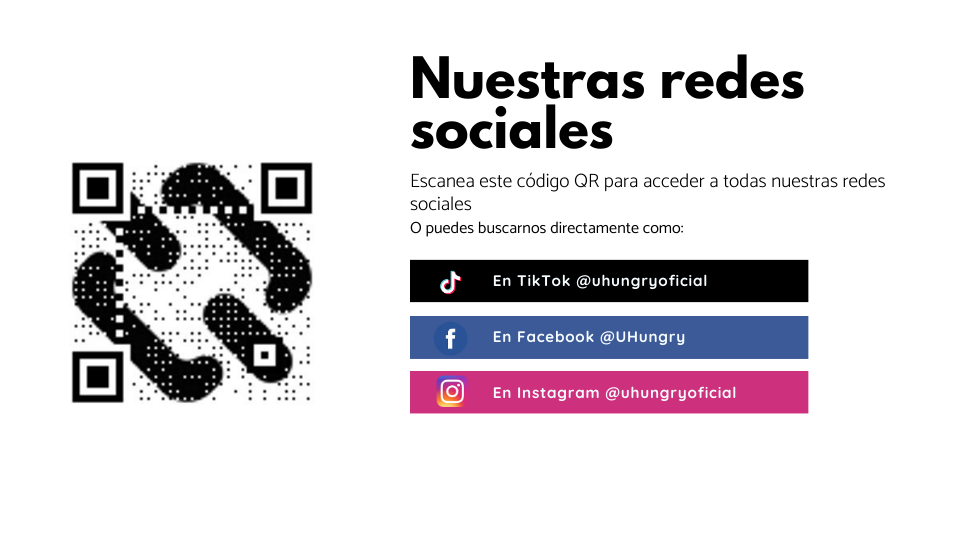 Nuestras redes
sociales
Escanea este código QR para acceder a todas nuestras redes
sociales
O puedes buscarnos directamente como:
En TikTok @uhungryoficial
En Facebook @UHungry
En Instagram @uhungryoficial